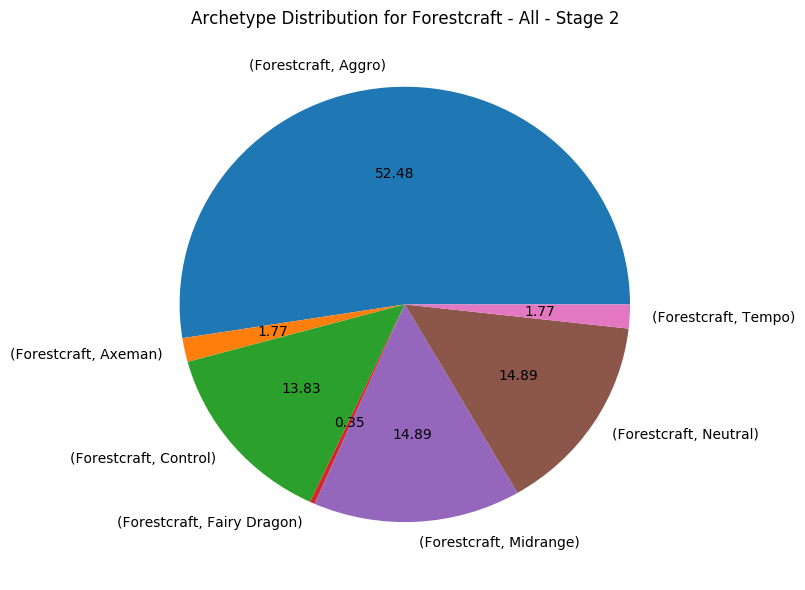 Archetype Distribution for Forestcraft - All - Stage 2
(Forestcraft, Aggro)
52.48
1.77
(Forestcraft, Axeman)
13.83
(Forestcraft, Control)
0.35
(Forestcraft, Fairy Dragon)
14.89
(Forestcraft, Midrange)
14.89
(Forestcraft, Neutral)
1.77
(Forestcraft, Tempo)